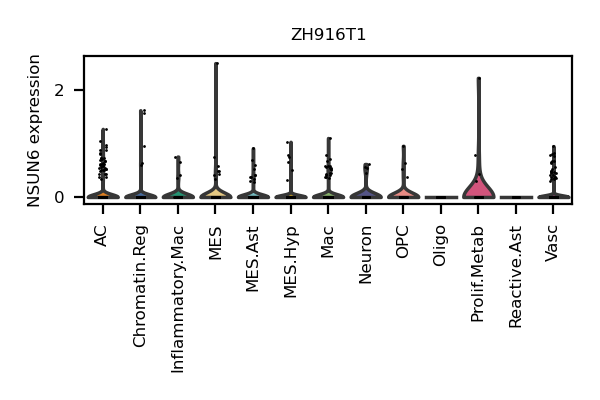 ZH916T1
NSUN6 expression
2
0
AC
Chromatin.Reg
Inflammatory.Mac
MES
MES.Ast
MES.Hyp
Mac
Neuron
OPC
Oligo
Prolif.Metab
Reactive.Ast
Vasc